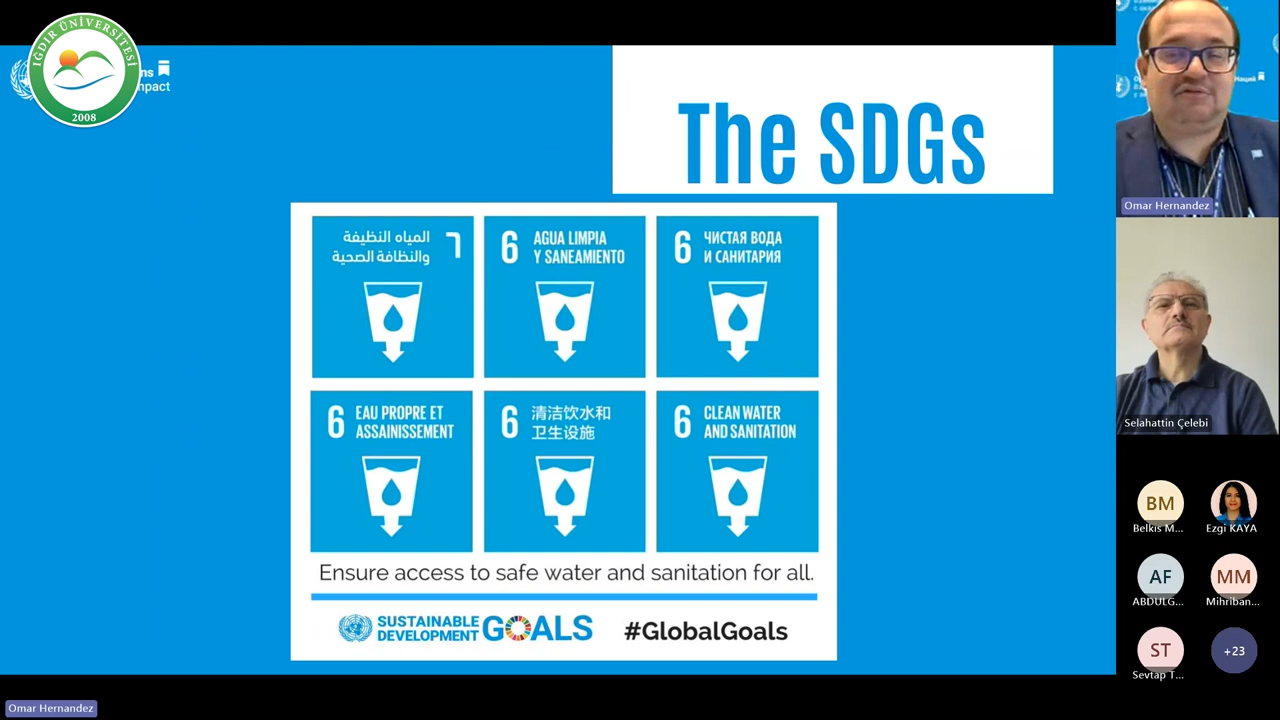 IĞDIR ÜNİVERSİTESİ
2008
ns
mpact
The SDGs
المياه النظيفة
والنظافة الصحية
٦
6
AGUA LIMPIA
Y SANEAMIENTO
6
ЧИСТАЯ ВОДА
И САНИТАРИЯ
6
EAU PROPRE ET
ASSAINISSEMENT
6
清洁饮水和
卫生设施
6
CLEAN WATER
AND SANITATION
Ensure access to safe water and sanitation for all.
SUSTAINABLE
DEVELOPMENT
GOALS
#GlobalGoals
Omar Hernandez
Omar Hernandez
Selahattin Çelebi
BM
Belkis M...
Ezgi KAYA
AF
ABDULG...
MM
Mihriban...
ST
Sevtap T...
+23